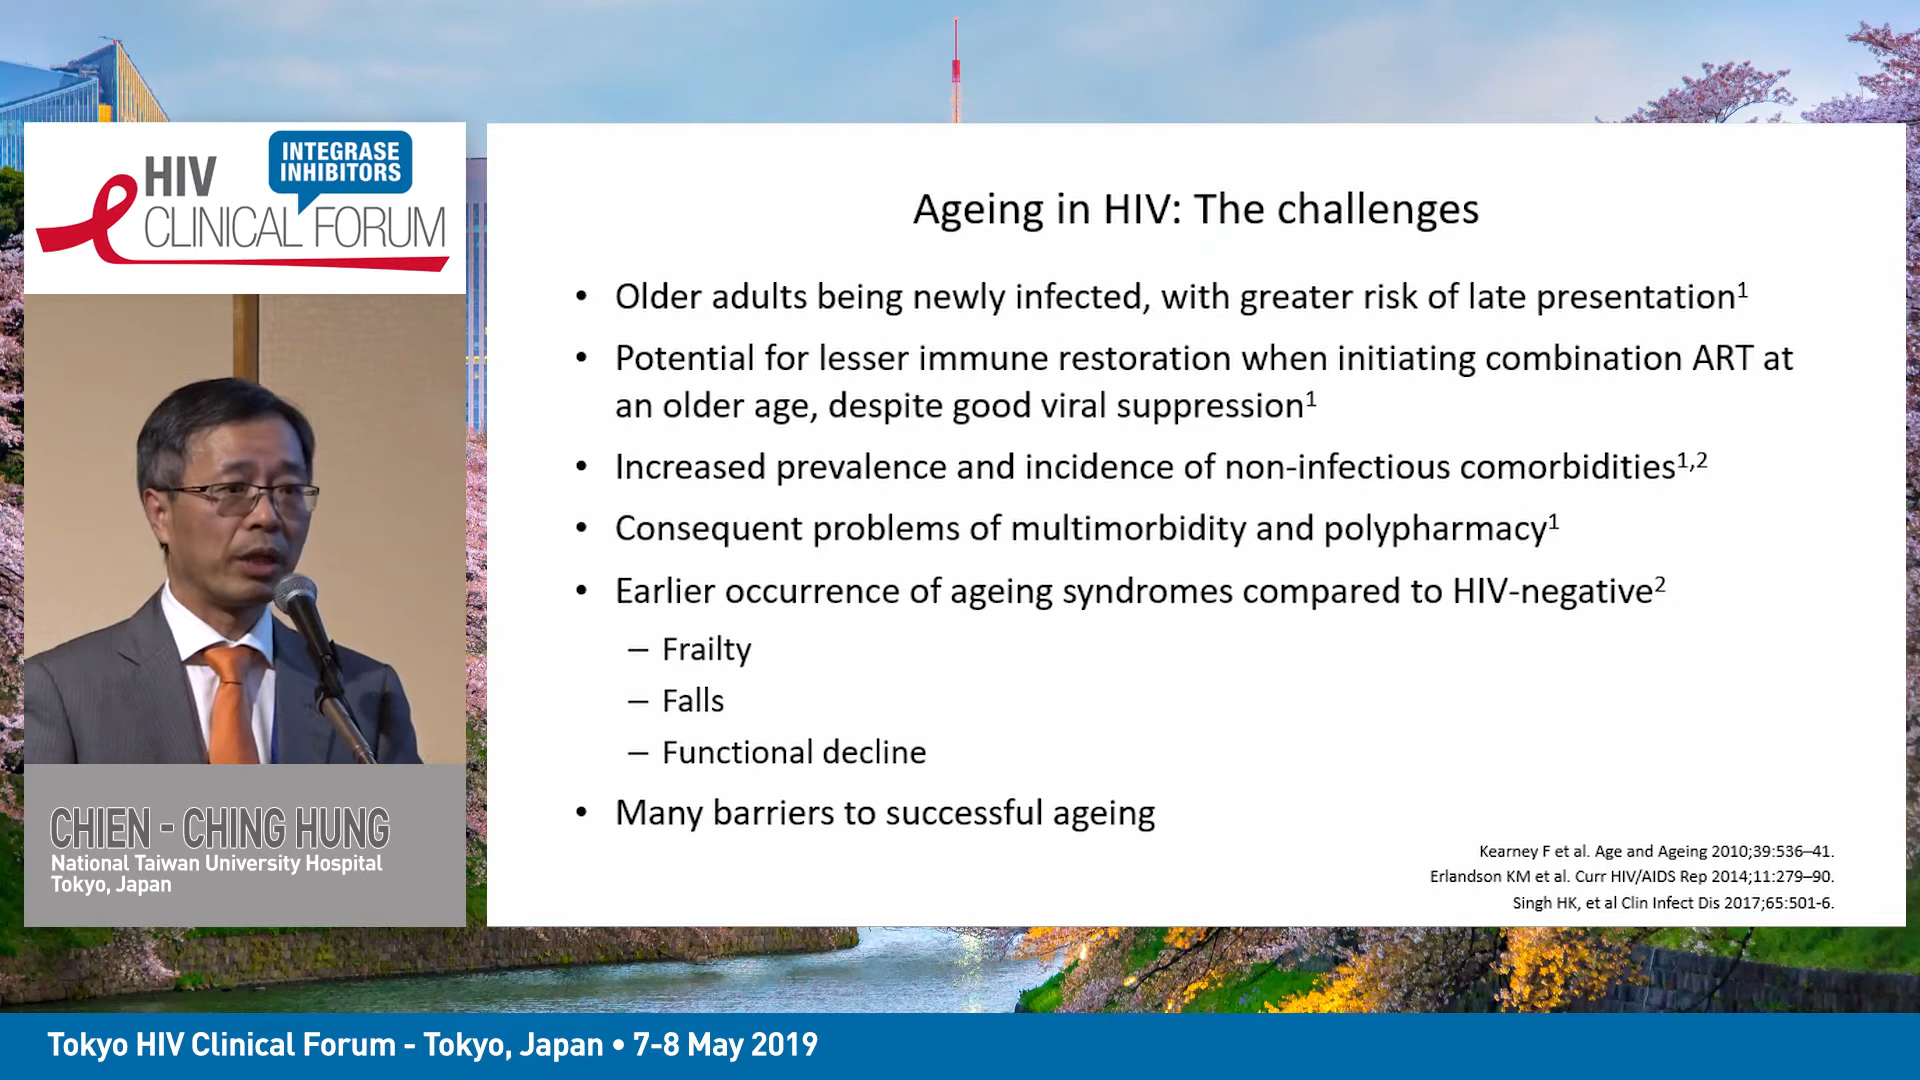 HIV
INTEGRASE
INHIBITORS
CLINICAL FORUM
CHIEN - CHING HUNG
National Taiwan University Hospital
Tokyo, Japan
Ageing in HIV: The challenges
• Older adults being newly infected, with greater risk of late presentation1
• Potential for lesser immune restoration when initiating combination ART at
an older age, despite good viral suppression1
• Increased prevalence and incidence of non-infectious comorbidities1,2
• Consequent problems of multimorbidity and polypharmacy1
• Earlier occurrence of ageing syndromes compared to HIV-negative2
– Frailty
– Falls
– Functional decline
• Many barriers to successful ageing
Kearney F et al. Age and Ageing 2010;39:536–41.
Erlandson KM et al. Curr HIV/AIDS Rep 2014;11:279–90.
Singh HK, et al Clin Infect Dis 2017;65:501-6.
Tokyo HIV Clinical Forum - Tokyo, Japan • 7-8 May 2019